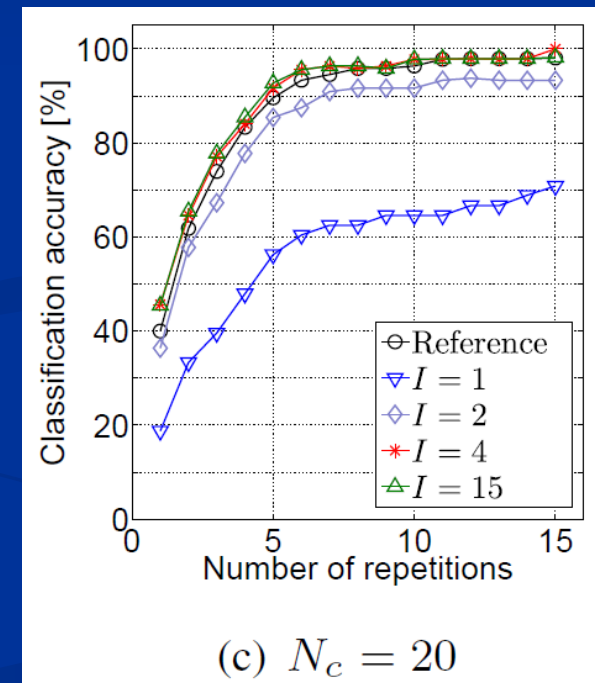 100
80
60
40
20
0
Classification accuracy [%]
Reference
I = 1
I = 2
I = 4
I = 15
0 5 10 15
Number of repetitions
(c) N_c = 20